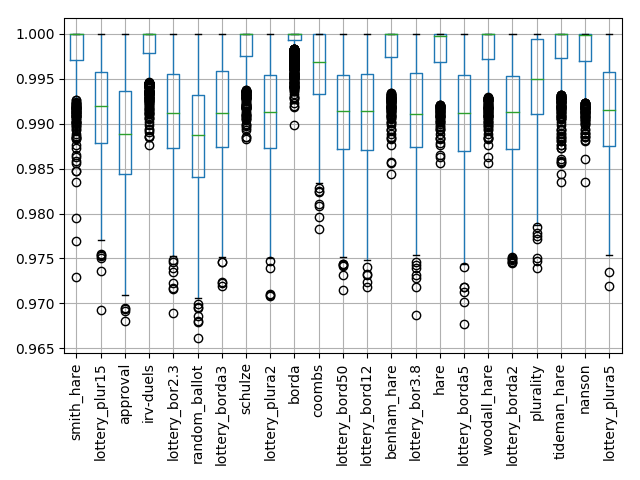 1.000
0.995
0.990
0.985
0.980
0.975
0.970
0.965
smith_hare
lottery_plur15
approval
irv-duels
lottery_bor2.3
random_ballot
lottery_borda3
schulze
lottery_plura2
borda
coombs
lottery_bord50
lottery_bord12
benham_hare
lottery_bor3.8
hare
lottery_borda5
woodall_hare
lottery_borda2
plurality
tideman_hare
nanson
lottery_plura5